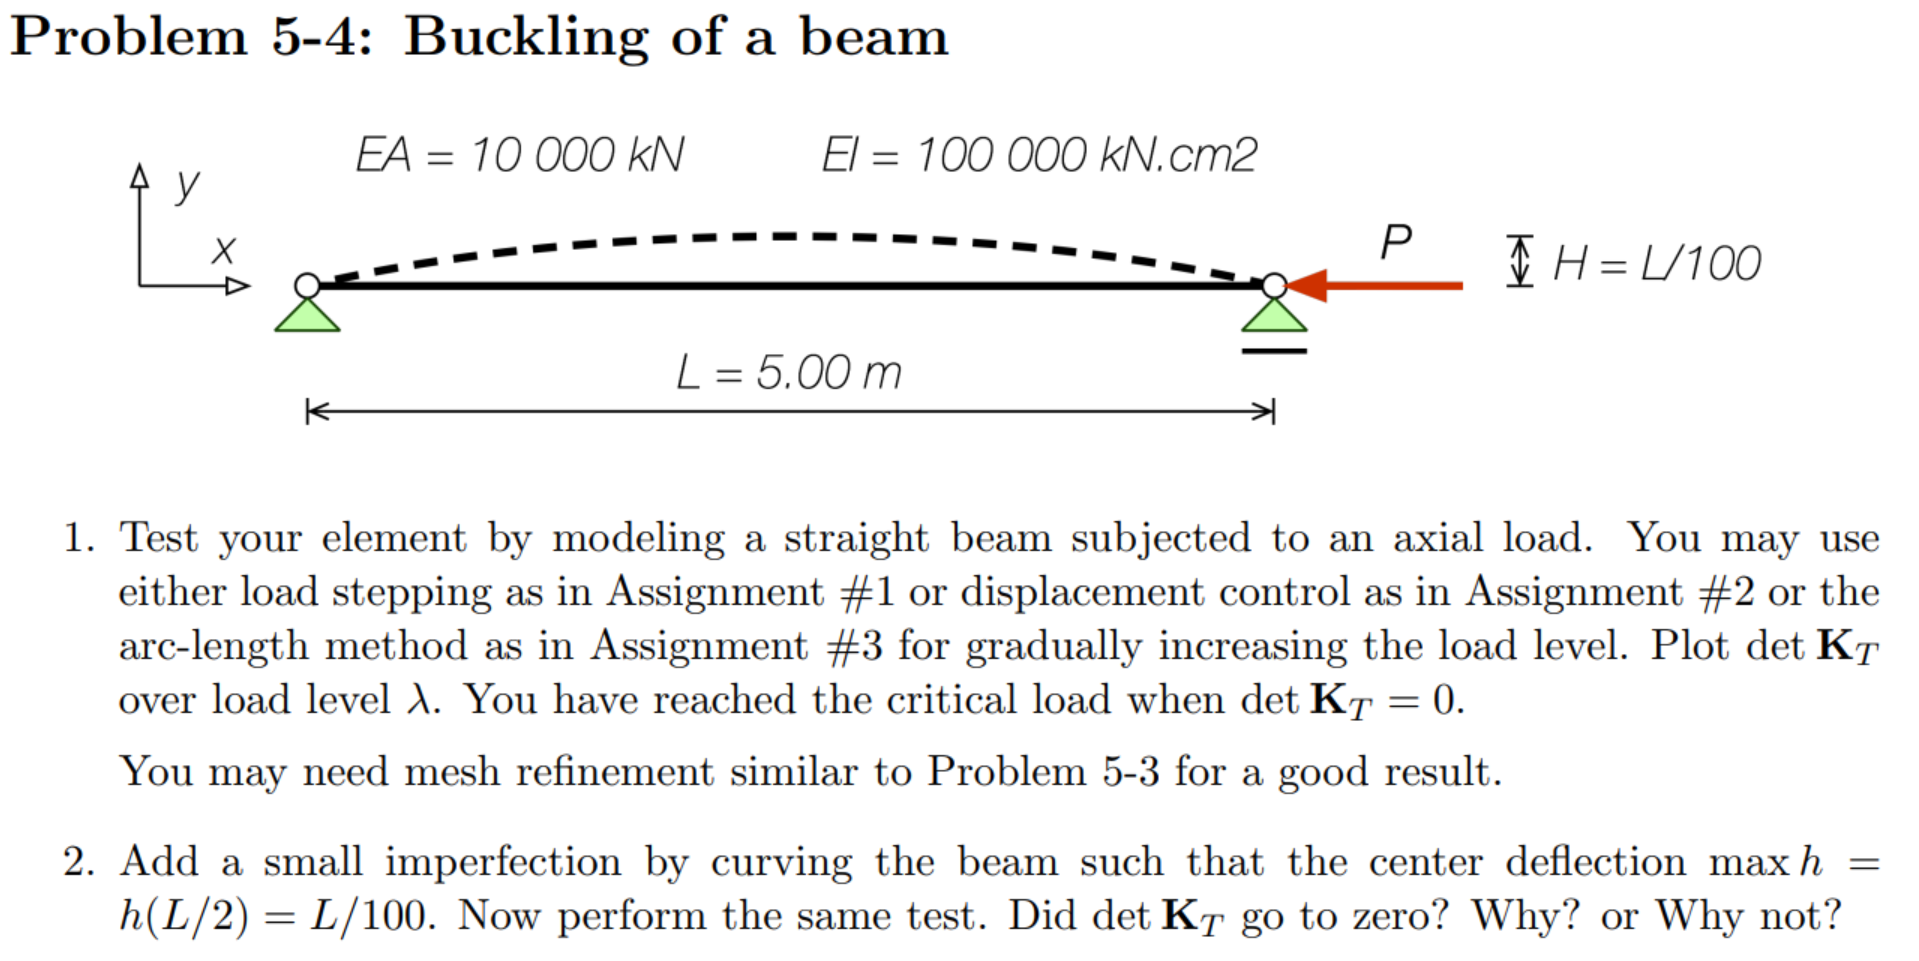 Problem 5-4: Buckling of a beam
EA = 10 000 kN EI = 100 000 kN.cm2
y
x
P
H = L/100
L = 5.00 m
1. Test your element by modeling a straight beam subjected to an axial load. You may use
either load stepping as in Assignment #1 or displacement control as in Assignment #2 or the
arc-length method as in Assignment #3 for gradually increasing the load level. Plot det K_T
over load level λ. You have reached the critical load when det K_T = 0.
You may need mesh refinement similar to Problem 5-3 for a good result.
2. Add a small imperfection by curving the beam such that the center deflection max h =
h(L/2) = L/100. Now perform the same test. Did det K_T go to zero? Why? or Why not?